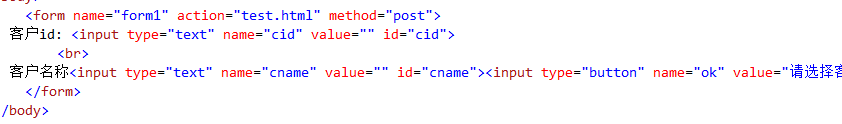 <form name="form1" action="test.html" method="post">
客户id: <input type="text" name="cid" value="" id="cid">
<br>
客户名称<input type="text" name="cname" value="" id="cname"><input type="button" name="ok" value="请选择客
</form>
/body>